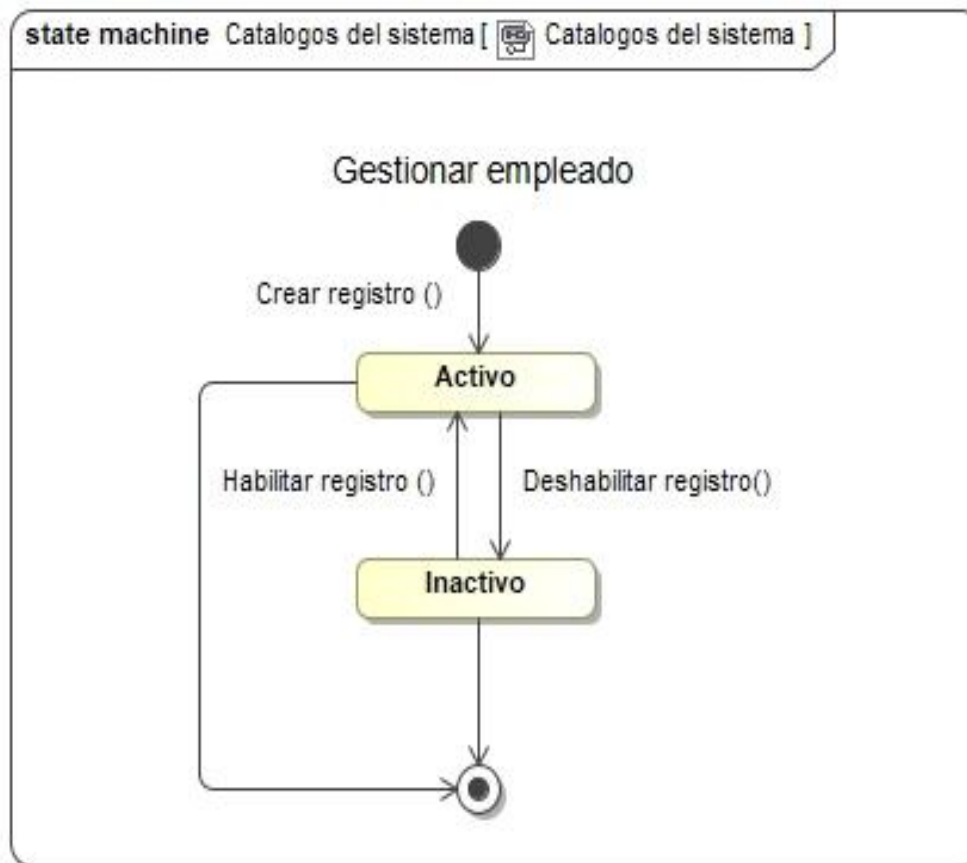 state machine Catalogos del sistema [ Catalogos del sistema ]
Gestionar empleado
Crear registro ()
Activo
Habilitar registro ()
Deshabilitar registro()
Inactivo